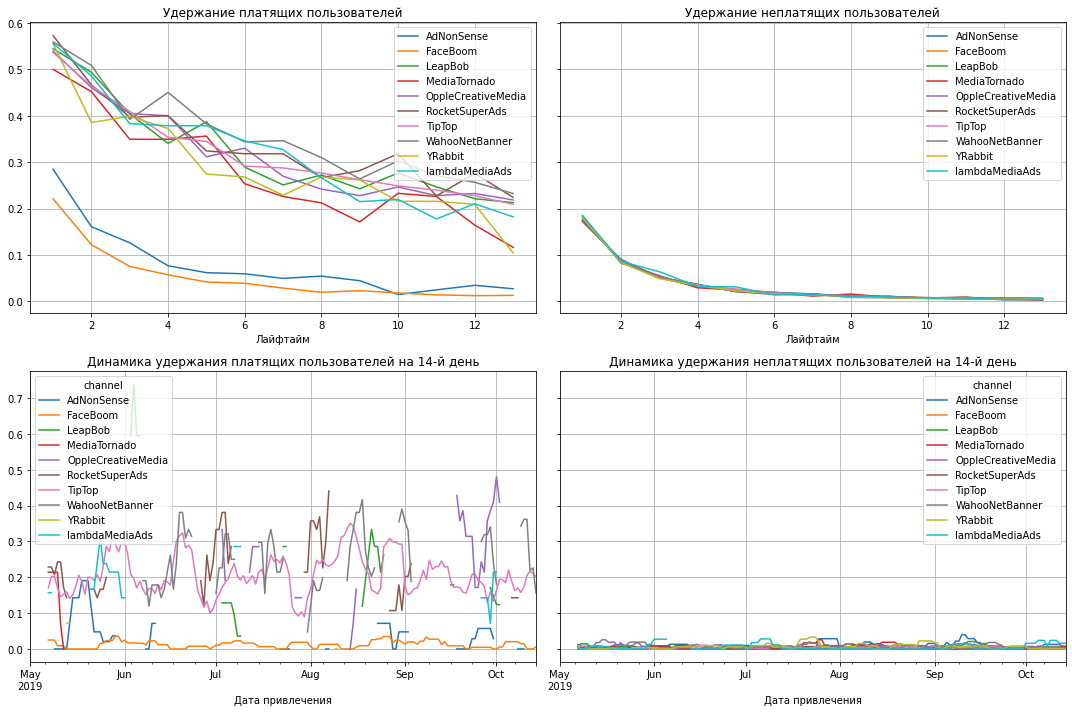 Удержание платящих пользователей
0.6
0.5
0.4
0.3
0.2
0.1
0.0
2
4
6
8
10
12
Лайфтайм
AdNonSense
FaceBoom
LeapBob
MediaTornado
OppleCreativeMedia
RocketSuperAds
TipTop
WahooNetBanner
YRabbit
lambdaMediaAds
Удержание неплатящих пользователей
2
4
6
8
10
12
Лайфтайм
AdNonSense
FaceBoom
LeapBob
MediaTornado
OppleCreativeMedia
RocketSuperAds
TipTop
WahooNetBanner
YRabbit
lambdaMediaAds
Динамика удержания платящих пользователей на 14-й день
0.7
0.6
0.5
0.4
0.3
0.2
0.1
0.0
channel
AdNonSense
FaceBoom
LeapBob
MediaTornado
OppleCreativeMedia
RocketSuperAds
TipTop
WahooNetBanner
YRabbit
lambdaMediaAds
May
2019
Jun
Jul
Aug
Sep
Oct
Дата привлечения
Динамика удержания неплатящих пользователей на 14-й день
channel
AdNonSense
FaceBoom
LeapBob
MediaTornado
OppleCreativeMedia
RocketSuperAds
TipTop
WahooNetBanner
YRabbit
lambdaMediaAds
May
2019
Jun
Jul
Aug
Sep
Oct
Дата привлечения